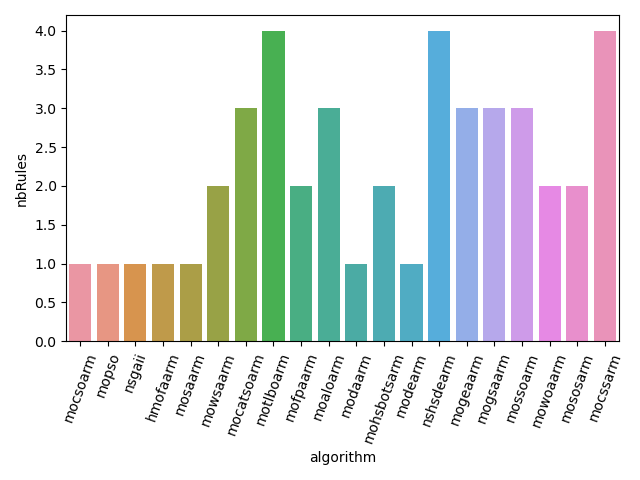 4.0
3.5
3.0
2.5
2.0
1.5
1.0
0.5
0.0
nbRules
mocsoarm
mopso
nsgaii
hmofaarm
mosaarm
mowsaarm
mocatsoarm
motlboarm
mofpaarm
moaloarm
modaarm
mohsbotsarm
modearm
nshsdearm
mogeaarm
mogsaarm
mossoarm
mowoaarm
mososarm
mocssarm
algorithm